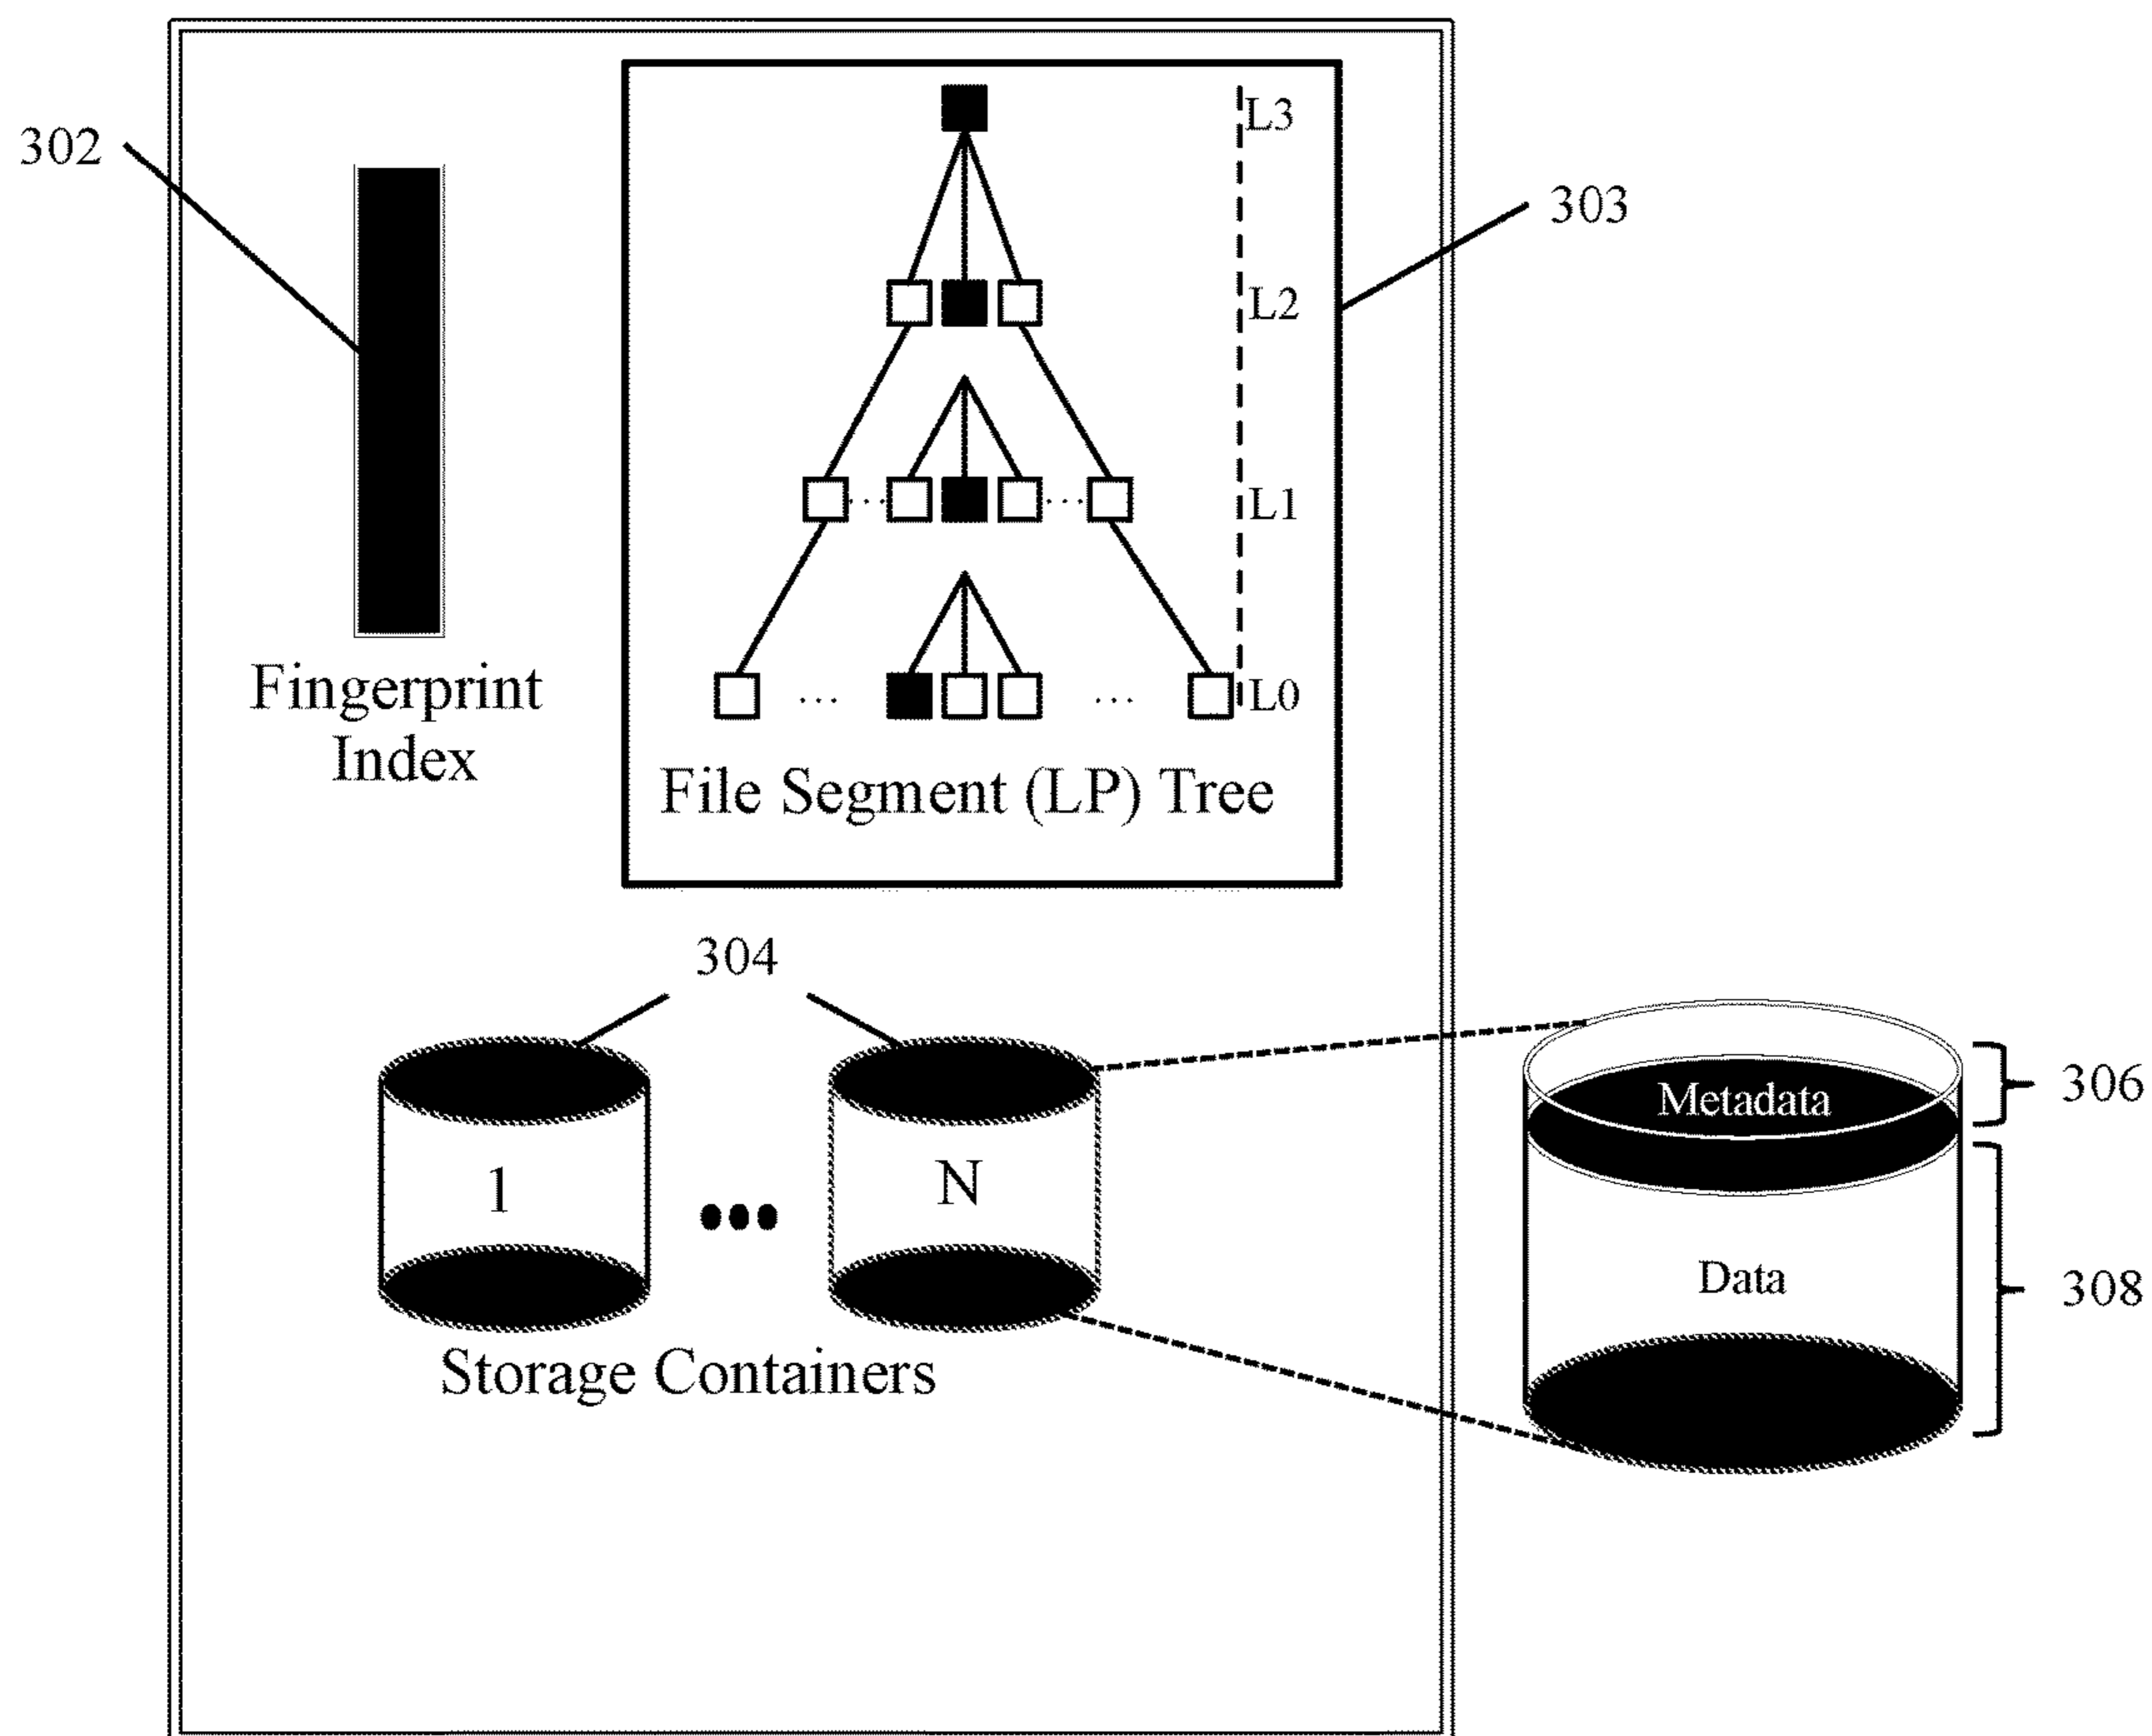 L3
302
303
L2
L1
L0
Fingerprint
Index
File Segment (LP) Tree
304
306
Metadata
1
N
Data
308
Storage Containers